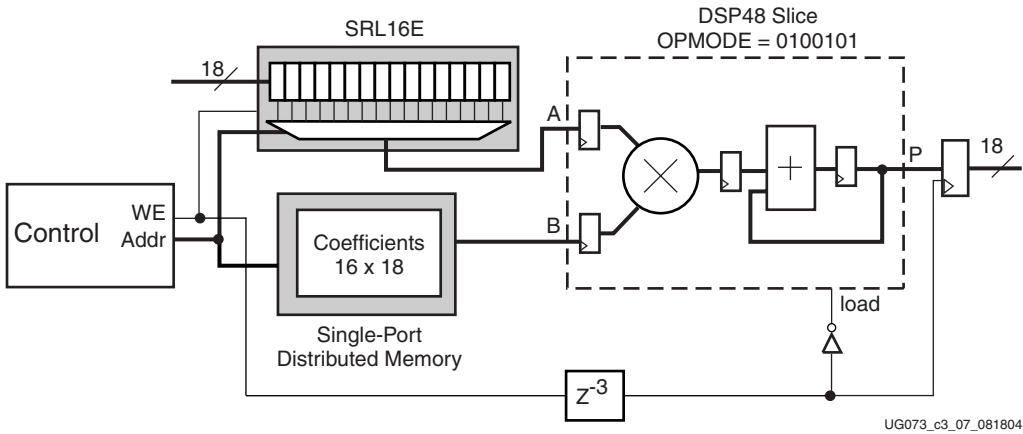 DSP48 Slice
OPMODE = 0100101
SRL16E
18
A
P
18
WE
Control
Addr
Coefficients
16 x 18
B
load
Single-Port
Distributed Memory
Z-3
UG073_c3_07_081804